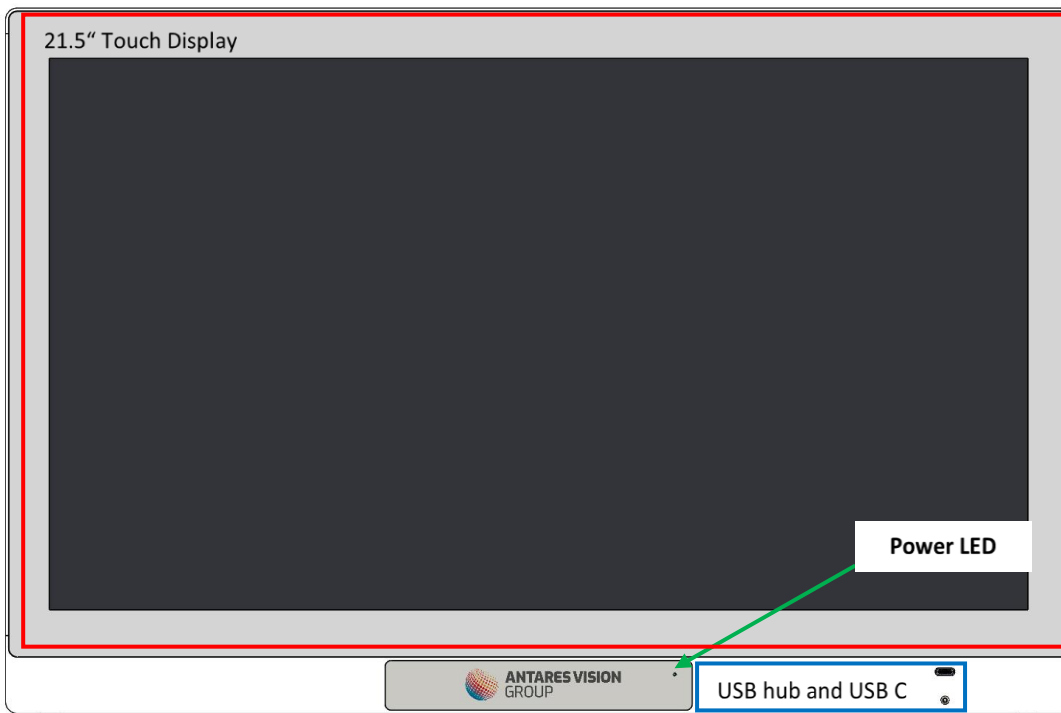 21.5“ Touch Display
Power LED
ANTARES VISION
GROUP
USB hub and USB C